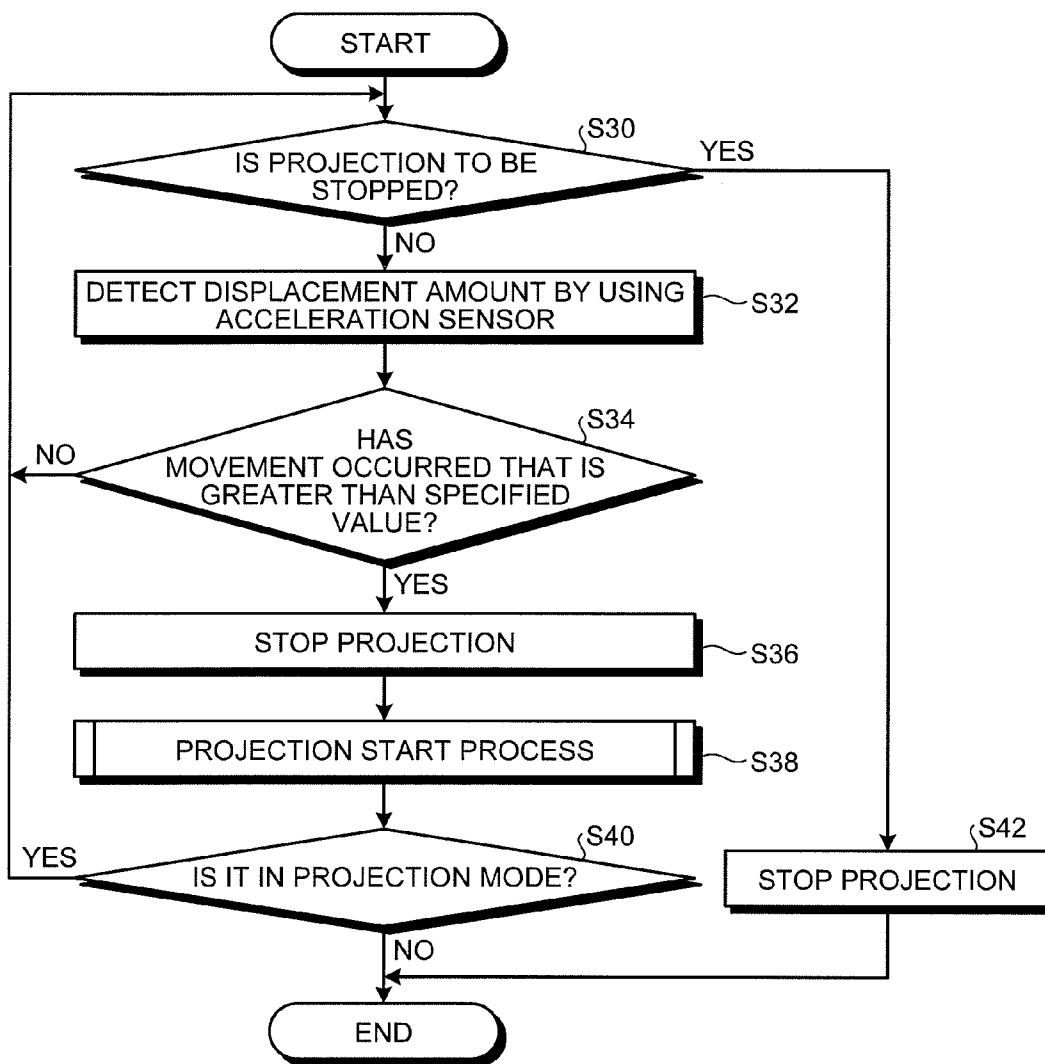 START
S30
IS PROJECTION TO BE
STOPPED?
YES
NO
DETECT DISPLACEMENT AMOUNT BY USING
ACCELERATION SENSOR
S32
S34
HAS
MOVEMENT OCCURRED THAT IS
GREATER THAN SPECIFIED
VALUE?
NO
YES
STOP PROJECTION
S36
PROJECTION START PROCESS
S38
S40
IS IT IN PROJECTION MODE?
YES
NO
S42
STOP PROJECTION
END